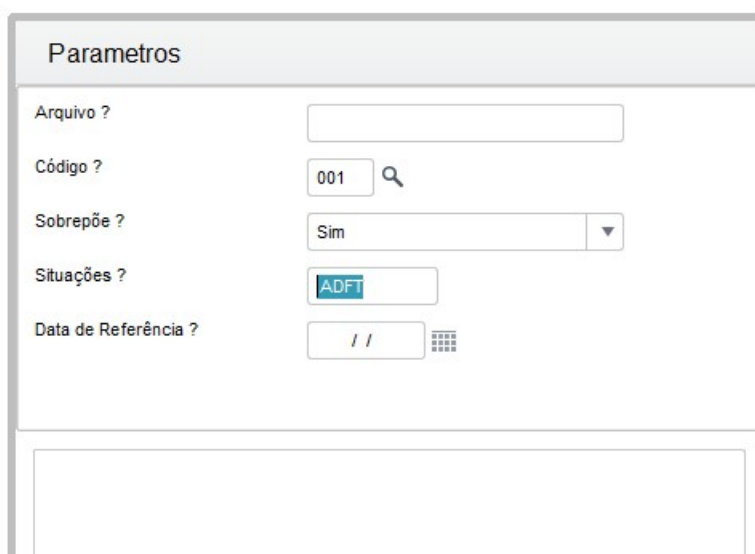 Parametros
Arquivo ?
Código ?
001
Sobrepõe ?
Sim
Situações ?
ADFT
Data de Referência ?
/ /